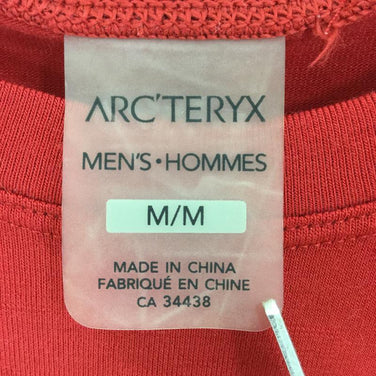 ARC'TERYX
MEN'S•HOMMES
M/M
MADE IN CHINA
FABRIQUÉ EN CHINE
CA 34438